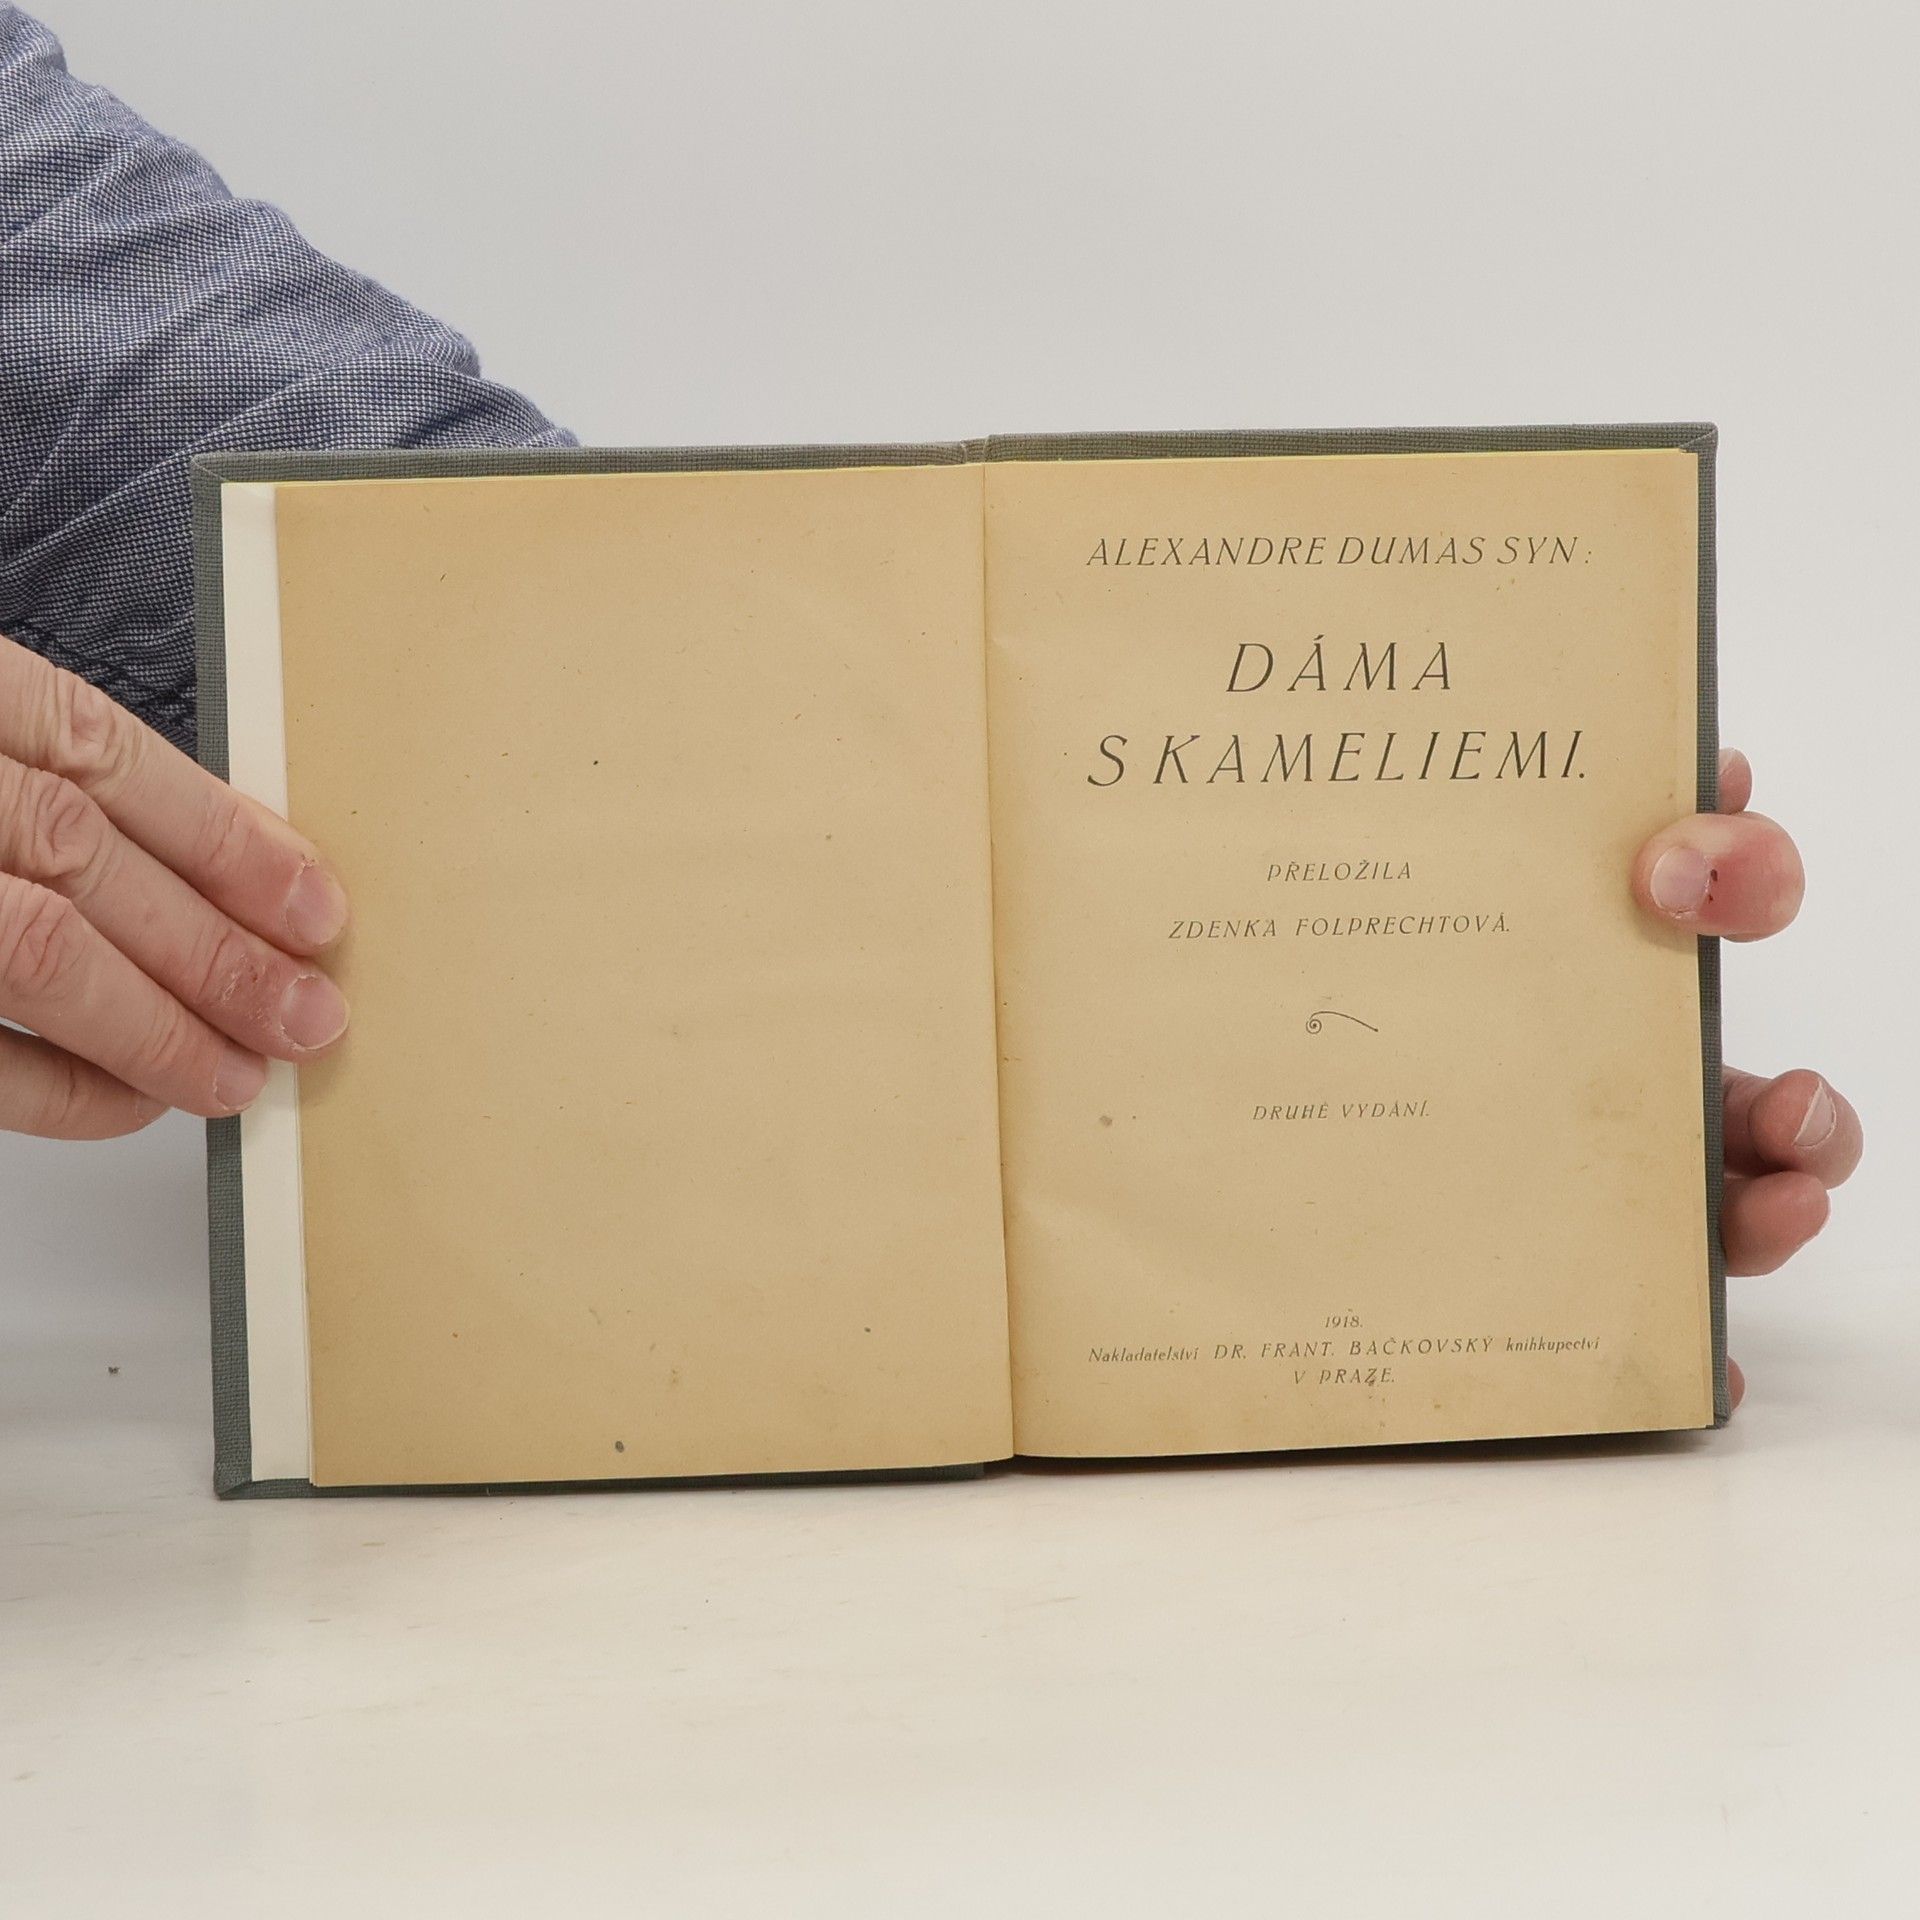 ALEXANDRE DUMAS SYN:
DÁMA
S KAMELIEMI.
PŘELOŽILA
ZDENKA FOLPRECHTOVÁ.
DRUHÉ VYDÁNÍ.
1918.
Nakladatelství DR. FRANT. BAČKOVSKÝ knihkupectví
V PRAZE.